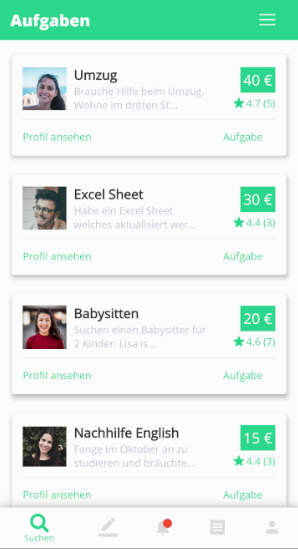 Aufgaben
Umzug
40 €
Brauche Hilfe beim Umzug.
Wohne im dritten St...
4.7 (5)
Profil ansehen
Aufgabe
Excel Sheet
30 €
Habe ein Excel Sheet
welches aktualisiert wer...
4.4 (3)
Profil ansehen
Aufgabe
Babysitten
20 €
Suchen einen Babysitter für
2 Kinder. Lisa is...
4.6 (7)
Profil ansehen
Aufgabe
Nachhilfe English
15 €
Fange im Oktober an zu
studieren und bräuchte...
4.4 (3)
Profil ansehen
Aufgabe
Suchen